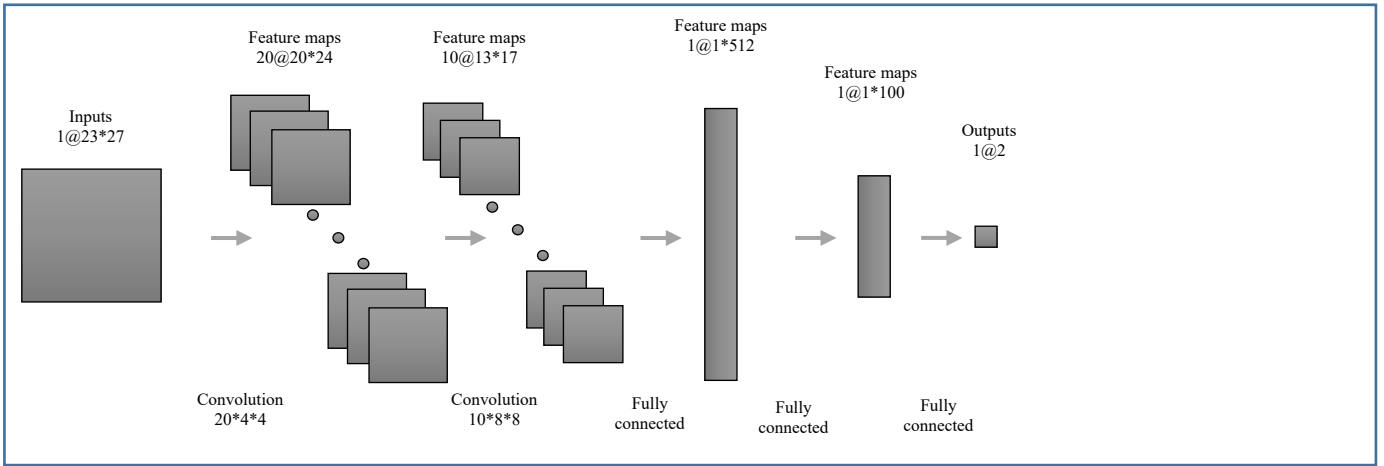 Inputs
1@23*27
Feature maps
20@20*24
Feature maps
10@13*17
Feature maps
1@1*512
Feature maps
1@1*100
Outputs
1@2
Convolution
20*4*4
Convolution
10*8*8
Fully
connected
Fully
connected
Fully
connected